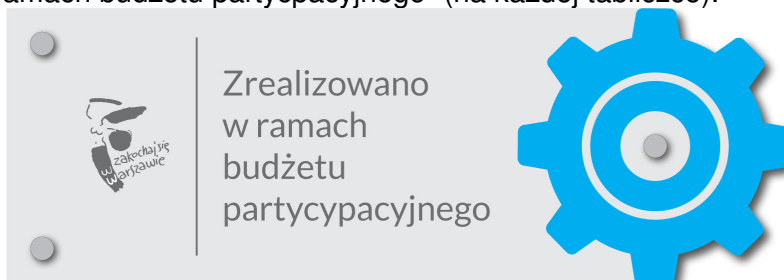 amach budżetu partycypacyjnego” (na każdej tabliczce).
zakochaj się
w warszawie
Zrealizowano
w ramach
budżetu
partycypacyjnego